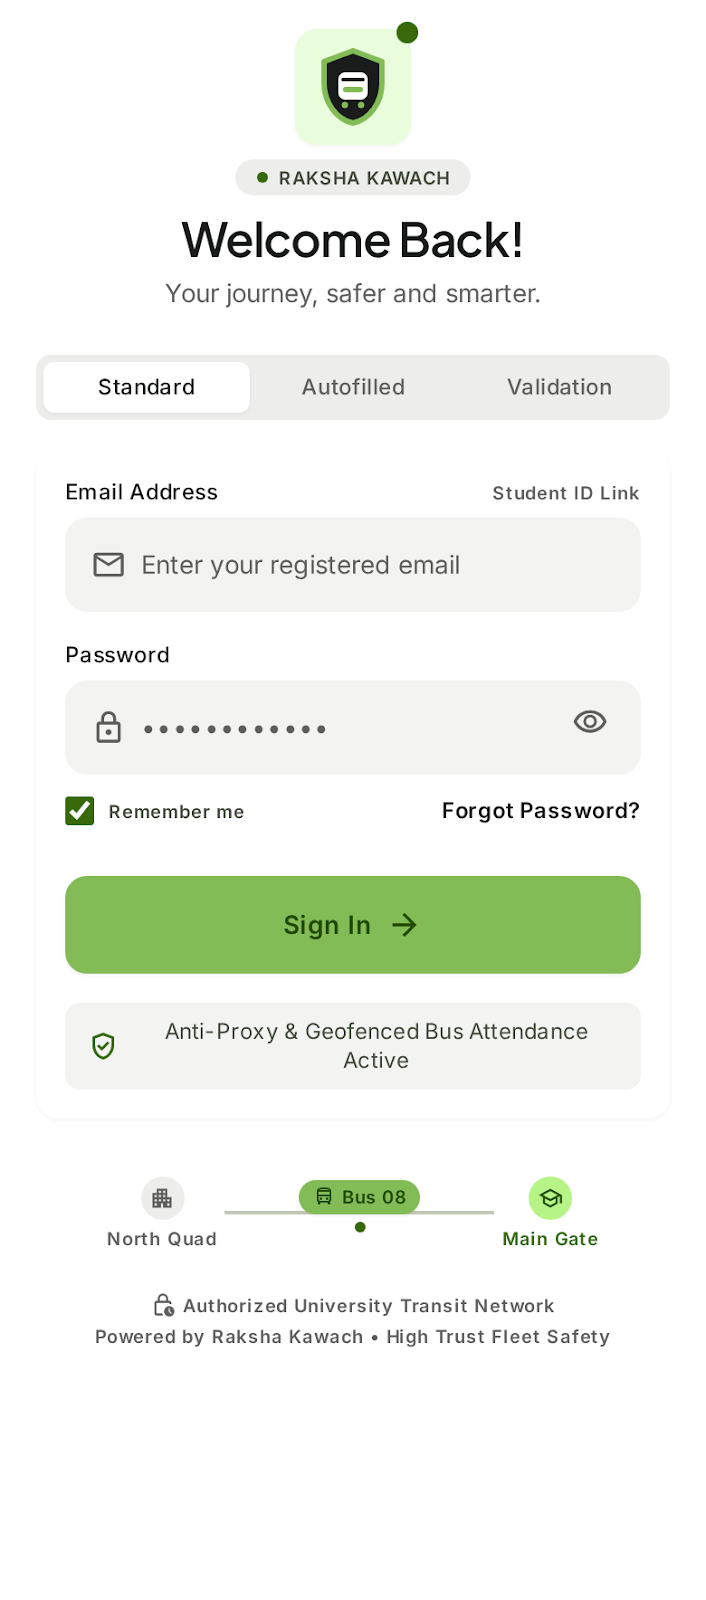 RAKSHA KAWACH
Welcome Back!
Your journey, safer and smarter.
Standard Autofilled Validation
Email Address Student ID Link
Enter your registered email
Password
••••••••••••
Remember me Forgot Password?
Sign In →
Anti-Proxy & Geofenced Bus Attendance
Active
Bus 08
North Quad Main Gate
Authorized University Transit Network
Powered by Raksha Kawach • High Trust Fleet Safety